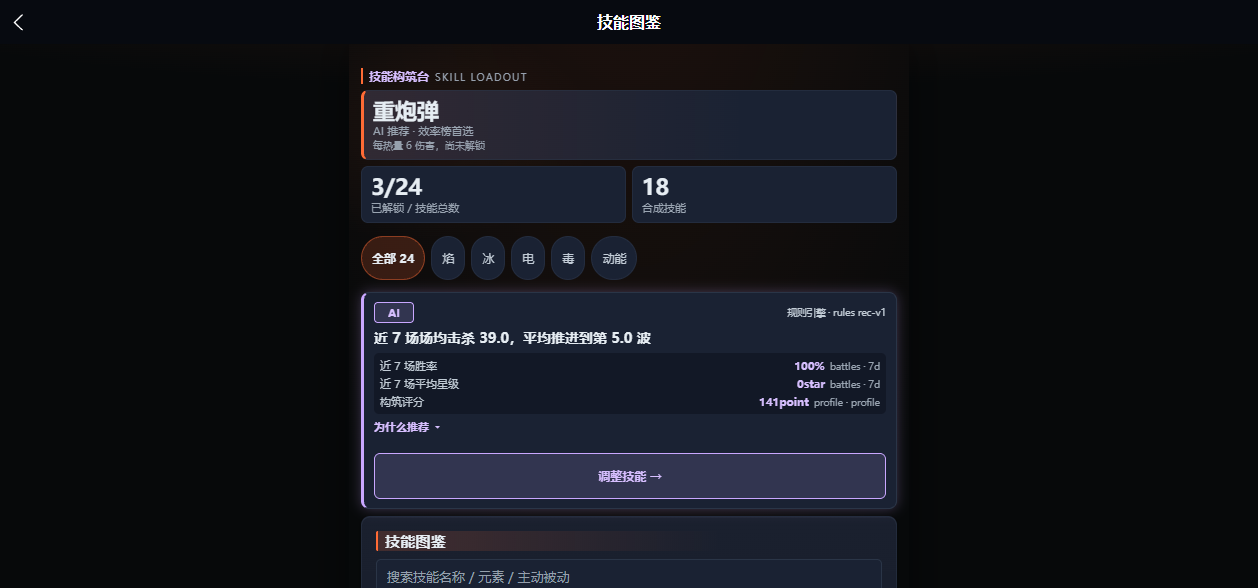 技能图鉴
技能构筑台 SKILL LOADOUT
重炮弹
AI 推荐 · 效率榜首选
每热量 6 伤害，尚未解锁
3/24
已解锁 / 技能总数
18
合成技能
全部 24 焰 冰 电 毒 动能
AI 规则引擎 · rules rec-v1
近 7 场场均击杀 39.0，平均推进到第 5.0 波
近 7 场胜率 100% battles · 7d
近 7 场平均星级 0star battles · 7d
构筑评分 141point profile · profile
为什么推荐
调整技能 →
技能图鉴
搜索技能名称 / 元素 / 主动被动